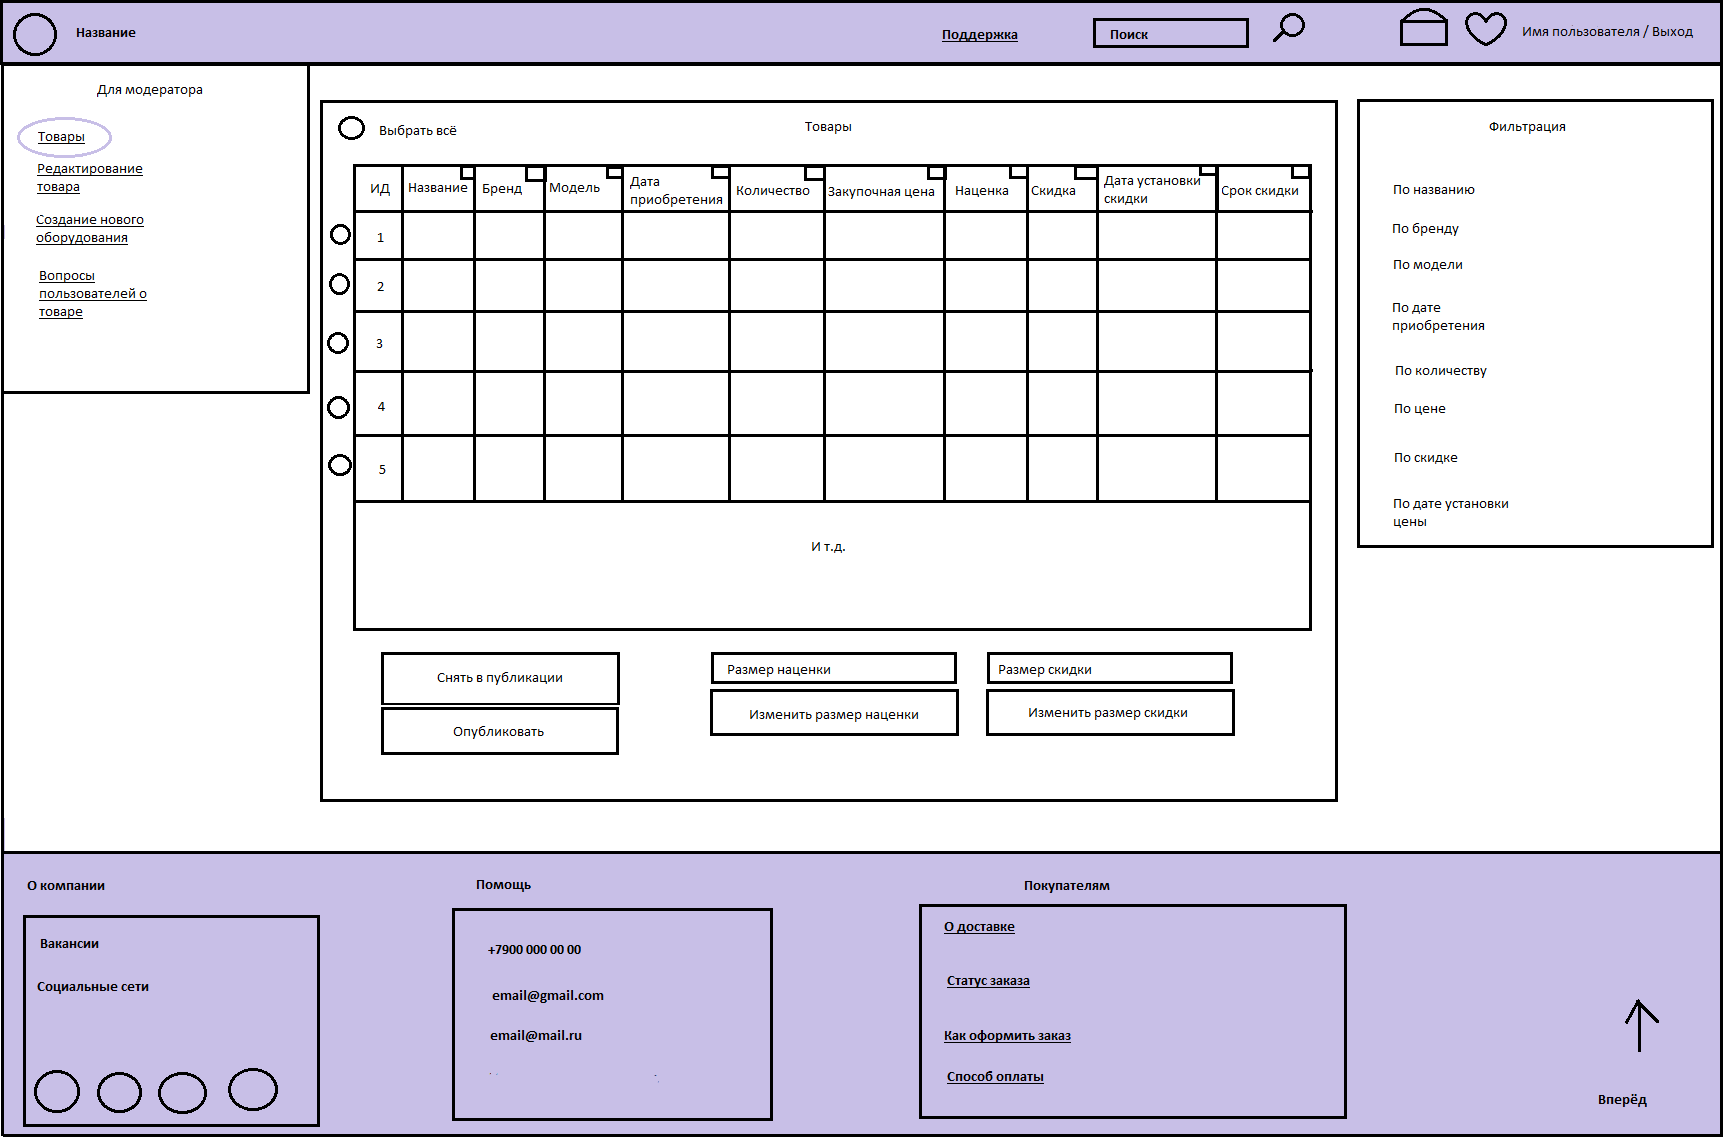 Название
Поддержка
Поиск
Имя пользователя / Выход
Для модератора
Товары
Редактирование
товара
Создание нового
оборудования
Вопросы
пользователей о
товаре
Выбрать всё
Товары
ИД
Название
Бренд
Модель
Дата
приобретения
Количество
Закупочная цена
Наценка
Скидка
Дата установки
скидки
Срок скидки
1
2
3
4
5
И т.д.
Снять в публикации
Опубликовать
Размер наценки
Изменить размер наценки
Размер скидки
Изменить размер скидки
Фильтрация
По названию
По бренду
По модели
По дате
приобретения
По количеству
По цене
По скидке
По дате установки
цены
О компании
Вакансии
Социальные сети
Помощь
+7900 000 00 00
email@gmail.com
email@mail.ru
Покупателям
О доставке
Статус заказа
Как оформить заказ
Способ оплаты
Вперёд